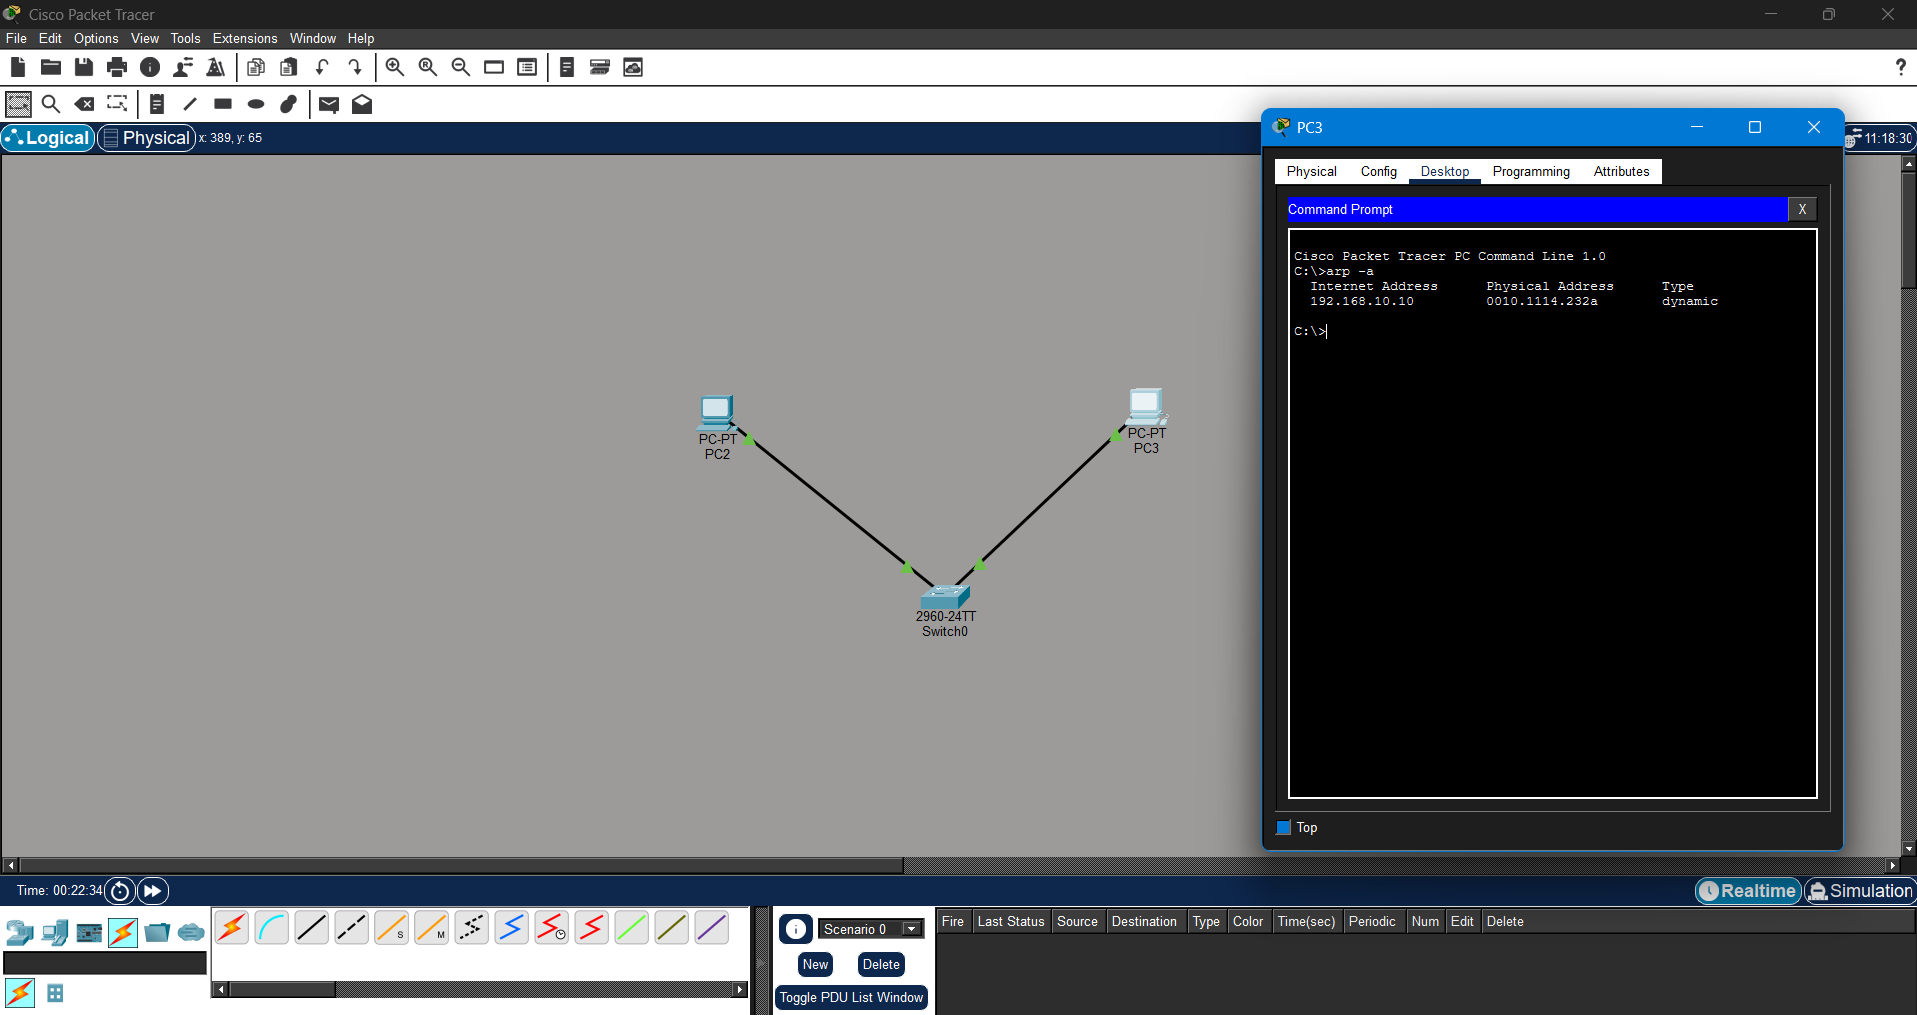 Cisco Packet Tracer
File Edit Options View Tools Extensions Window Help
?
Logical Physical x: 389, y: 65 11:18:30
PC3
Physical Config Desktop Programming Attributes
Command Prompt X
Cisco Packet Tracer PC Command Line 1.0
C:\>arp -a
Internet Address Physical Address Type
192.168.10.10 0010.1114.232a dynamic
C:\>
PC-PT
PC2
PC-PT
PC3
2960-24TT
Switch0
Top
Time: 00:22:34 Realtime Simulation
S M
Scenario 0
New Delete
Toggle PDU List Window
Fire Last Status Source Destination Type Color Time(sec) Periodic Num Edit Delete